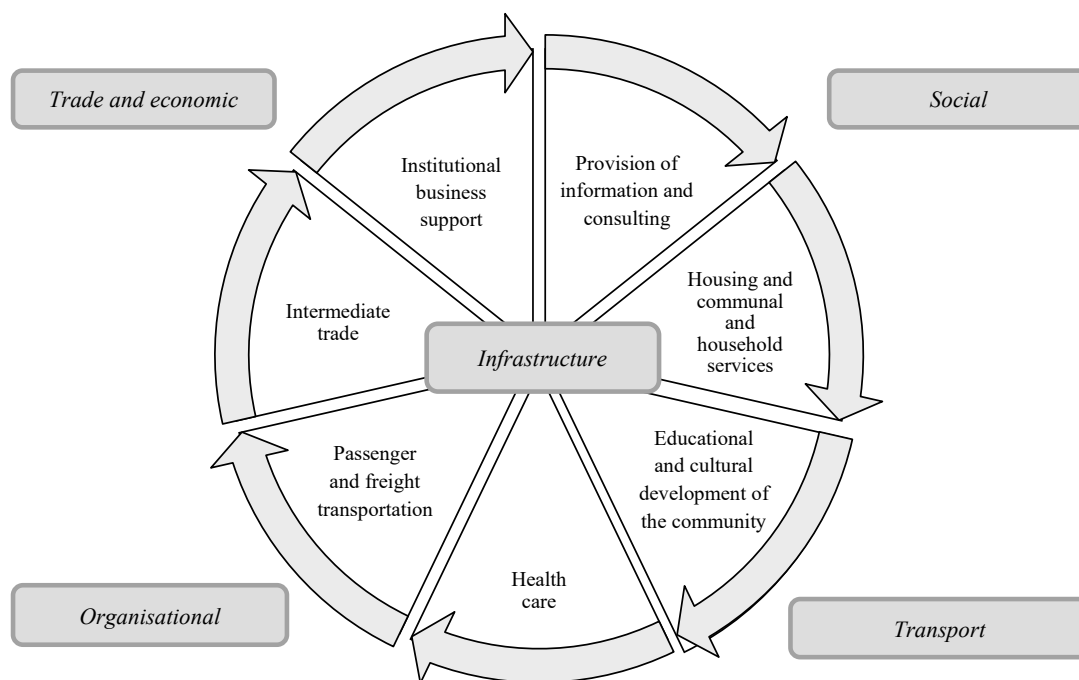 Trade and economic
Social
Institutional
business
support
Provision of
information and
consulting
Housing and
communal
and
household
services
Intermediate
trade
Infrastructure
Educational
and cultural
development of
the community
Passenger
and freight
transportation
Health
care
Organisational
Transport